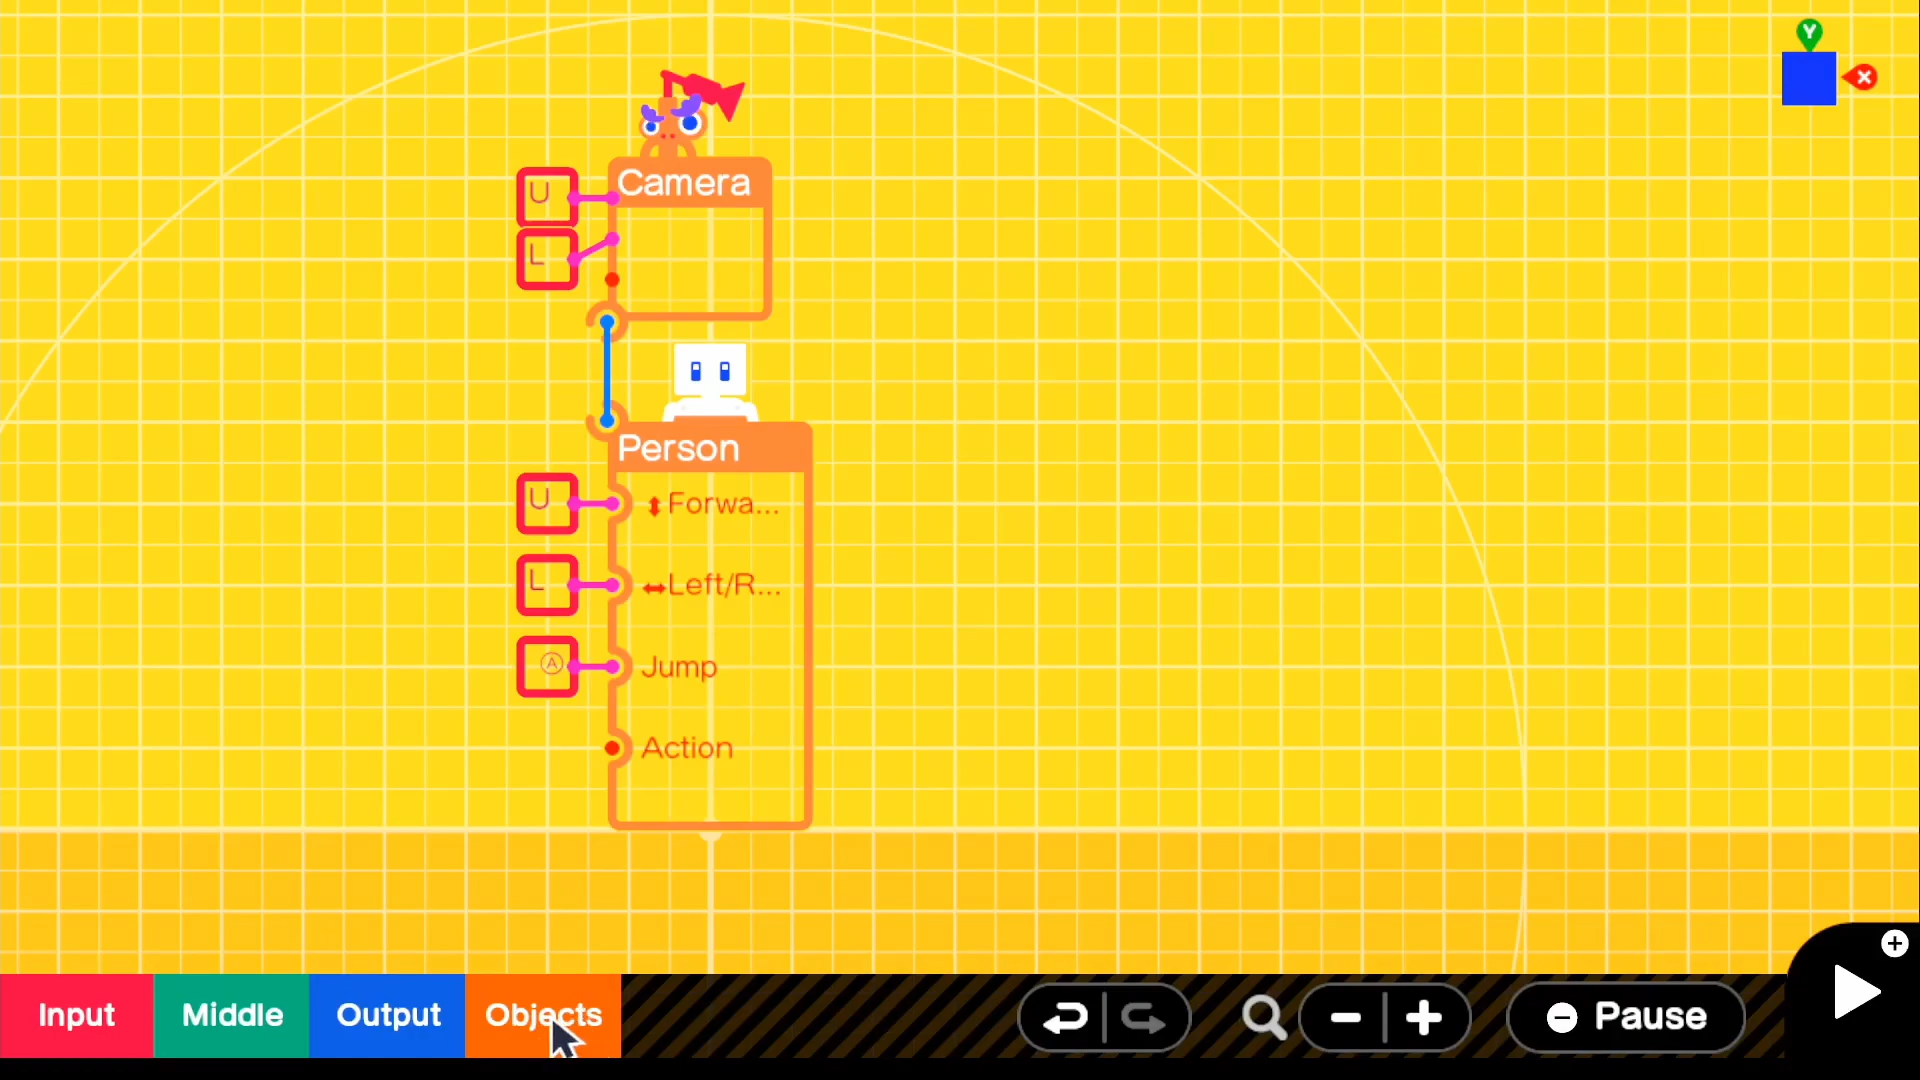 Y
X
Camera
U
L
Person
U
Forwa...
L
Left/R...
A
Jump
Action
Input
Middle
Output
Objects
Pause